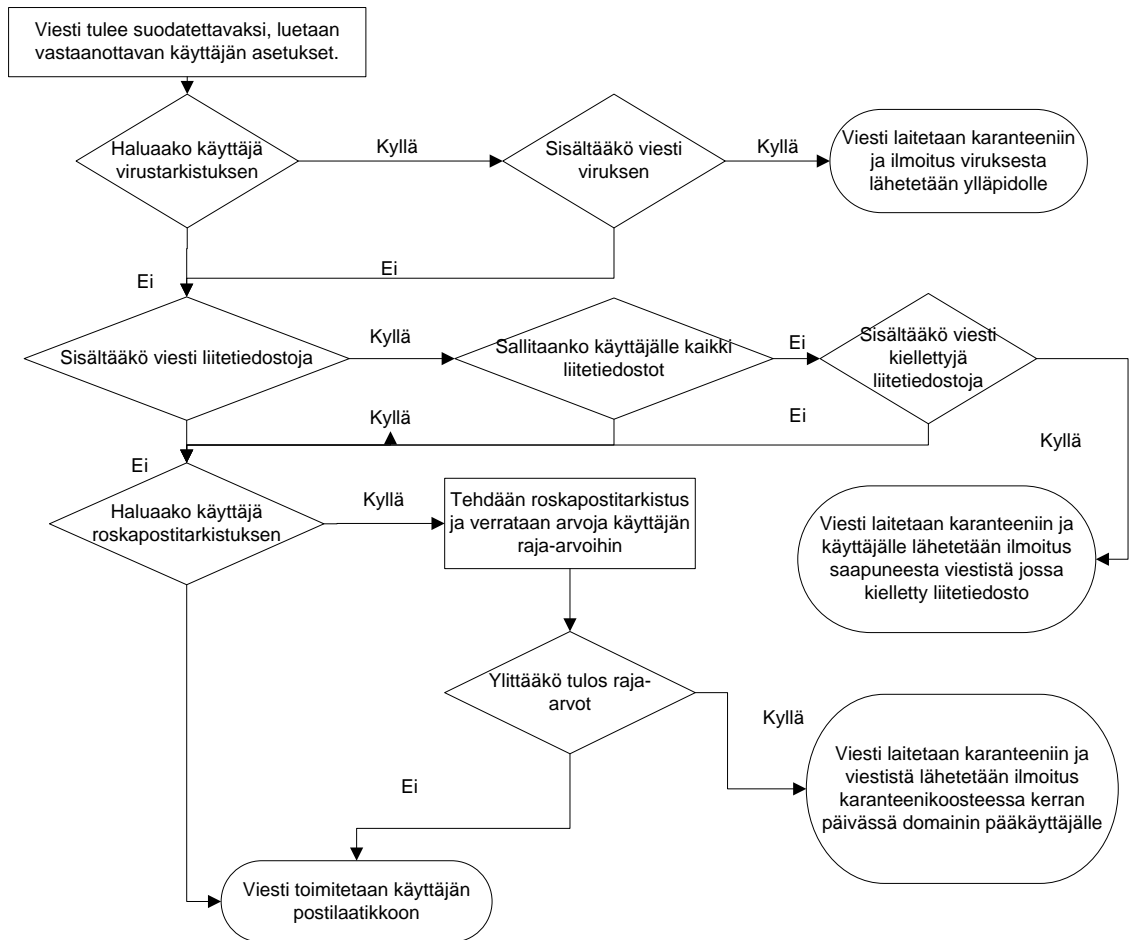 Viesti tulee suodatettavaksi, luetaan
vastaanottavan käyttäjän asetukset.
Haluaako käyttäjä
virustarkistuksen
Kyllä
Sisältääkö viesti
viruksen
Kyllä
Viesti laitetaan karanteeniin
ja ilmoitus viruksesta
lähetetään ylläpidolle
Ei
Ei
Sisältääkö viesti liitetiedostoja
Kyllä
Sallitaanko käyttäjälle kaikki
liitetiedostot
Ei
Sisältääkö viesti
kiellettyjä
liitetiedostoja
Kyllä
Ei
Kyllä
Ei
Haluaako käyttäjä
roskapostitarkistuksen
Kyllä
Tehdään roskapostitarkistus
ja verrataan arvoja käyttäjän
raja-arvoihin
Viesti laitetaan karanteeniin ja
käyttäjälle lähetetään ilmoitus
saapuneesta viestistä jossa
kielletty liitetiedosto
Ylittääkö tulos raja-
arvot
Kyllä
Viesti laitetaan karanteeniin ja
viestistä lähetetään ilmoitus
karanteenikoosteessa kerran
päivässä domainin pääkäyttäjälle
Ei
Viesti toimitetaan käyttäjän
postilaatikkoon